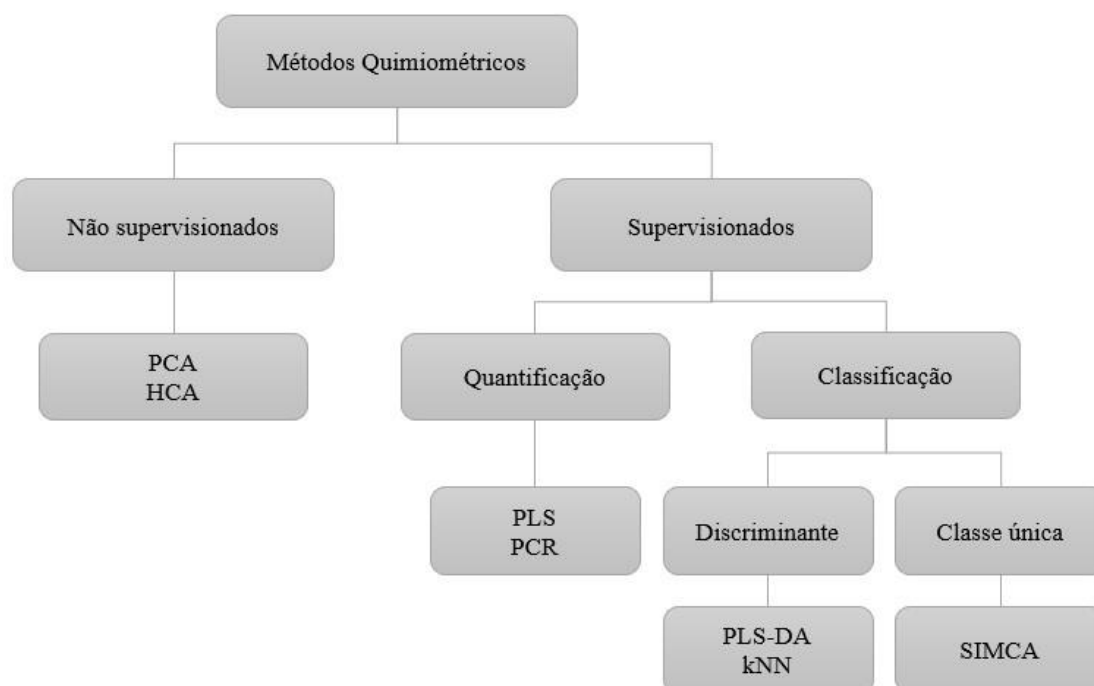 Métodos Quimiométricos
Não supervisionados
Supervisionados
PCA
HCA
Quantificação
Classificação
PLS
PCR
Discriminante
Classe única
PLS-DA
kNN
SIMCA